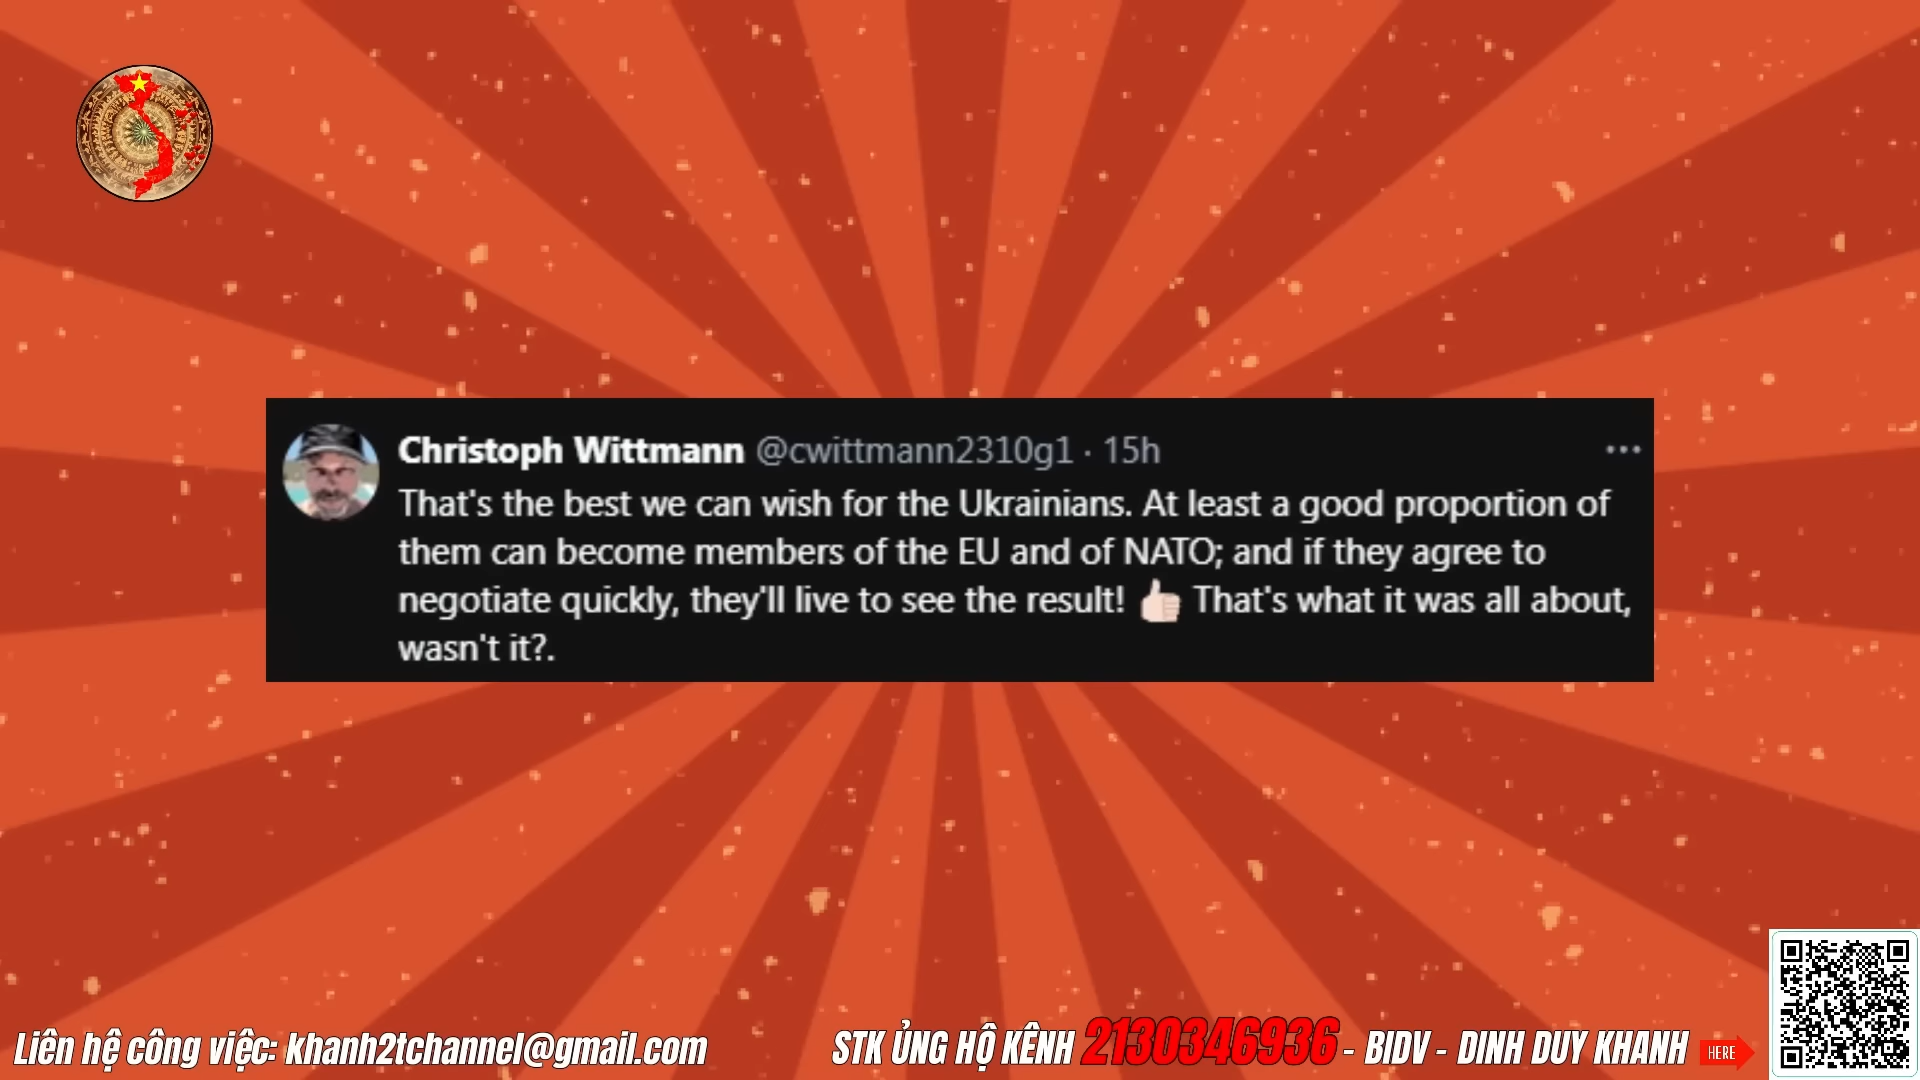 Christoph Wittmann @cwittmann2310g1 · 15h
That's the best we can wish for the Ukrainians. At least a good proportion of
them can become members of the EU and of NATO; and if they agree to
negotiate quickly, they'll live to see the result! 👍🏻 That's what it was all about,
wasn't it?.
Liên hệ công việc: khanh2tchannel@gmail.com
STK ỦNG HỘ KÊNH 2130346936 - BIDV - DINH DUY KHANH
HERE